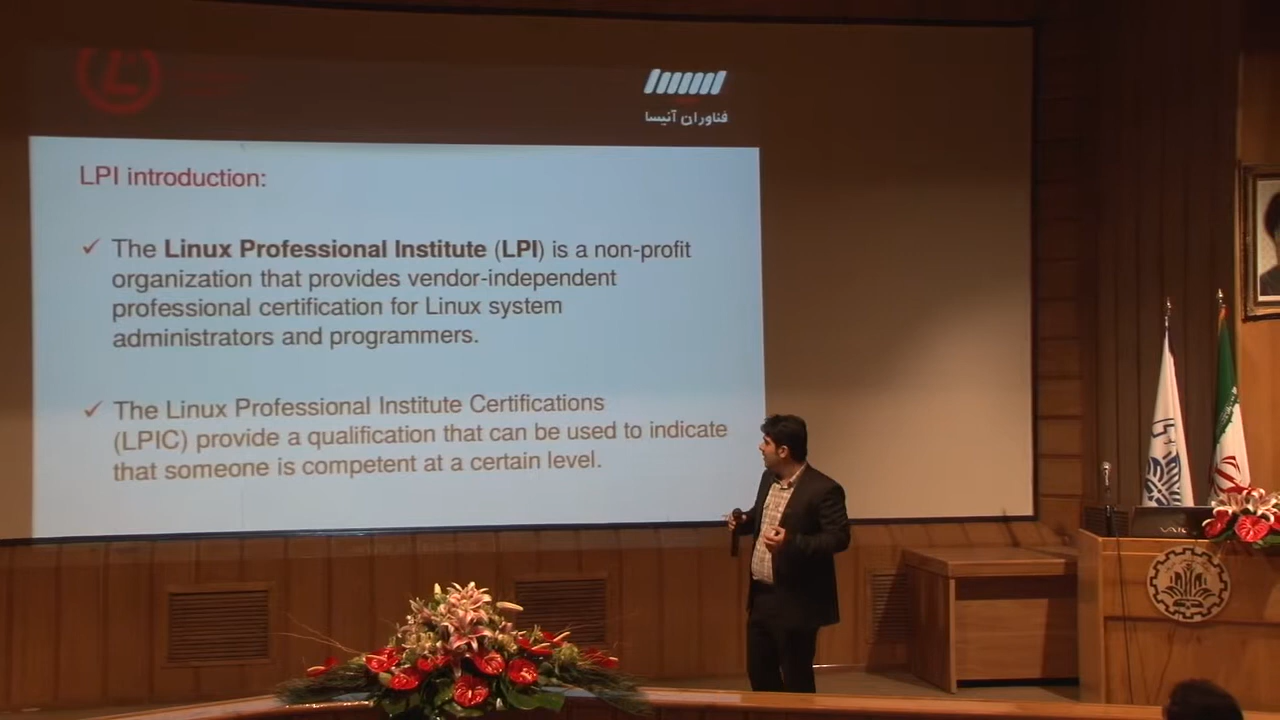 فناوران آنیسا
LPI introduction:
✓ The Linux Professional Institute (LPI) is a non-profit
organization that provides vendor-independent
professional certification for Linux system
administrators and programmers.
✓ The Linux Professional Institute Certifications
(LPIC) provide a qualification that can be used to indicate
that someone is competent at a certain level.
VAIO